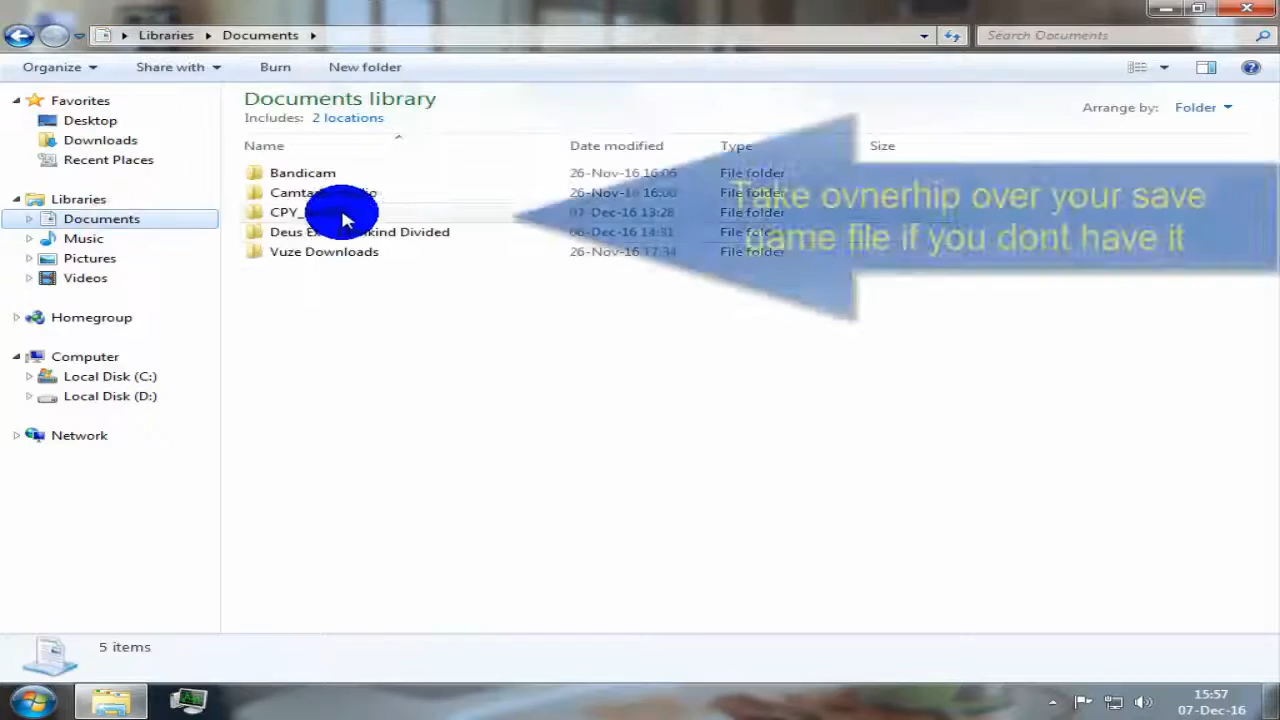 Libraries Documents
Search Documents
Organize Share with Burn New folder
Documents library
Includes: 2 locations
Arrange by: Folder
Name Date modified Type Size
Bandicam 26-Nov-16 16:06 File folder
26-Nov-16 16:00 File folder
CPY_ 07-Dec-16 13:28 File folder
Deus Divided 06-Dec-16 14:31 File folder
Vuze Downloads 26-Nov-16 17:34 File folder
Take ovnerhip over your save
game file if you dont have it
Favorites
Desktop
Downloads
Recent Places
Libraries
Documents
Music
Pictures
Videos
Homegroup
Computer
Local Disk (C:)
Local Disk (D:)
Network
5 items
15:57
07-Dec-16